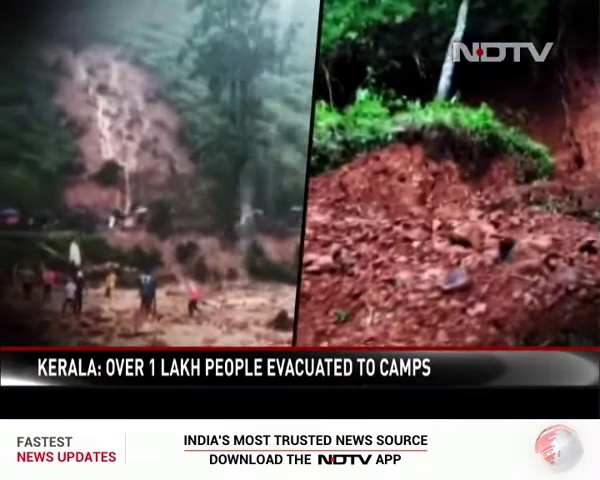 NDTV
KERALA: OVER 1 LAKH PEOPLE EVACUATED TO CAMPS
FASTEST
NEWS UPDATES
INDIA'S MOST TRUSTED NEWS SOURCE
DOWNLOAD THE NDTV APP